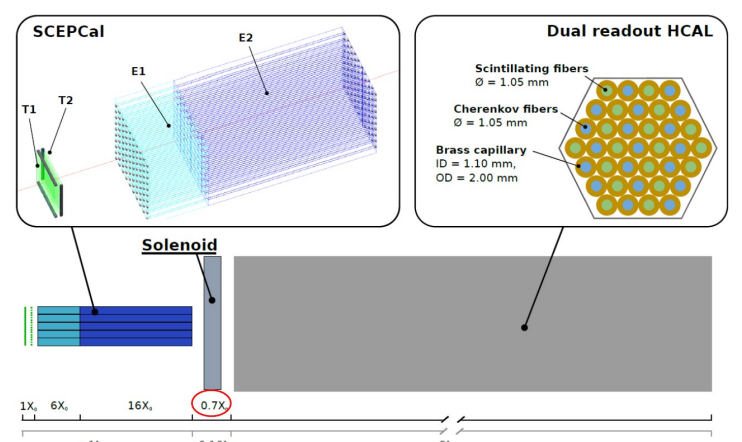 SCEPCal
Dual readout HCAL
E2
E1
T2
T1
Scintillating fibers
Ø = 1.05 mm
Cherenkov fibers
Ø = 1.05 mm
Brass capillary
ID = 1.10 mm,
OD = 2.00 mm
Solenoid
1X₀ 6X₀ 16X₀ 0.7X₀